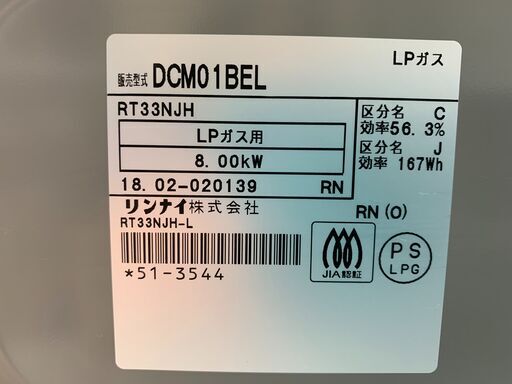 LPガス
販売型式 DCM01BEL
RT33NJH
LPガス用
8.00kW
18.02-020139 RN
リンナイ株式会社
RT33NJH-L
*51-3544
区分名 C
効率56.3%
区分名 J
効率 167Wh
RN(O)
JIA認証
PS
LPG